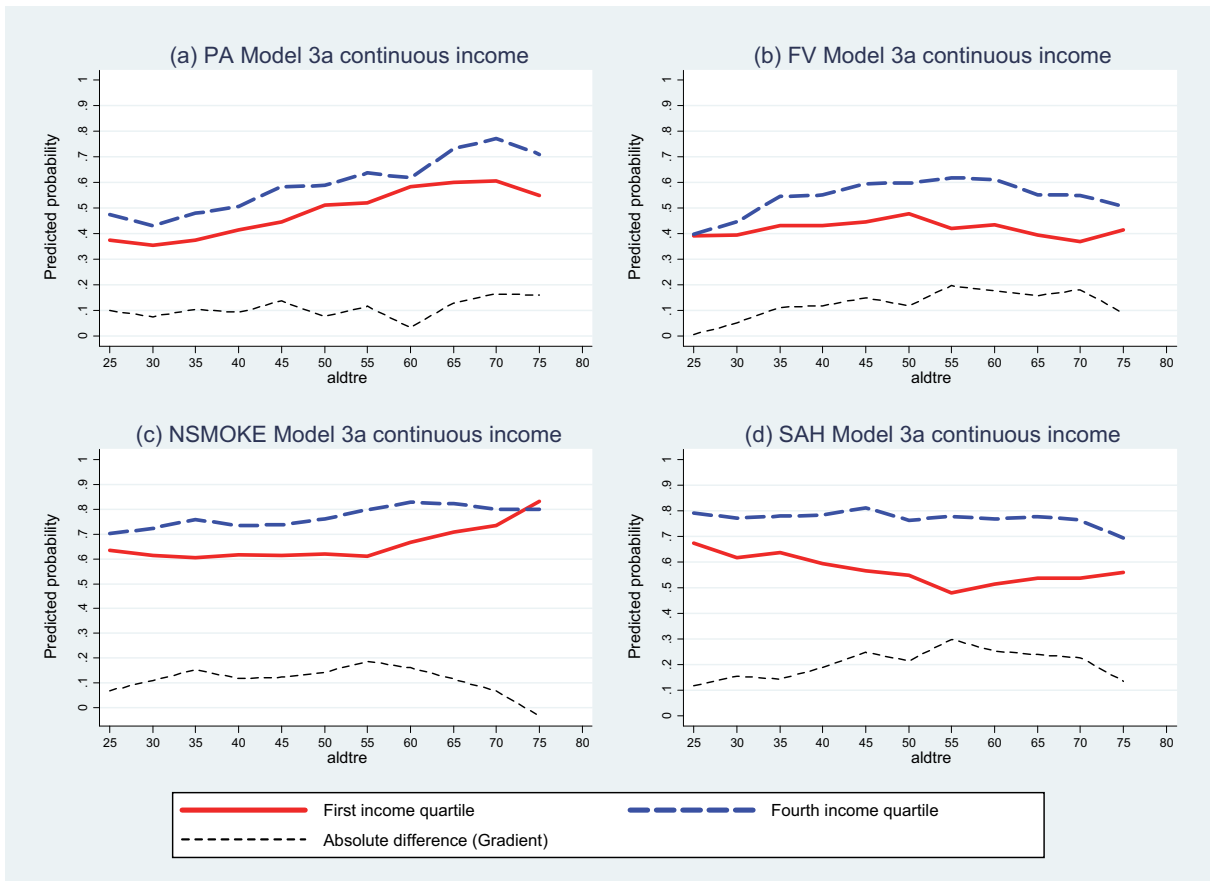 (a) PA Model 3a continuous income
Predicted probability
1
.9
.8
.7
.6
.5
.4
.3
.2
.1
0
25 30 35 40 45 50 55 60 65 70 75 80
aldtre
(b) FV Model 3a continuous income
Predicted probability
1
.9
.8
.7
.6
.5
.4
.3
.2
.1
0
25 30 35 40 45 50 55 60 65 70 75 80
aldtre
(c) NSMOKE Model 3a continuous income
Predicted probability
1
.9
.8
.7
.6
.5
.4
.3
.2
.1
0
25 30 35 40 45 50 55 60 65 70 75 80
aldtre
(d) SAH Model 3a continuous income
Predicted probability
1
.9
.8
.7
.6
.5
.4
.3
.2
.1
0
25 30 35 40 45 50 55 60 65 70 75 80
aldtre
First income quartile
Fourth income quartile
Absolute difference (Gradient)